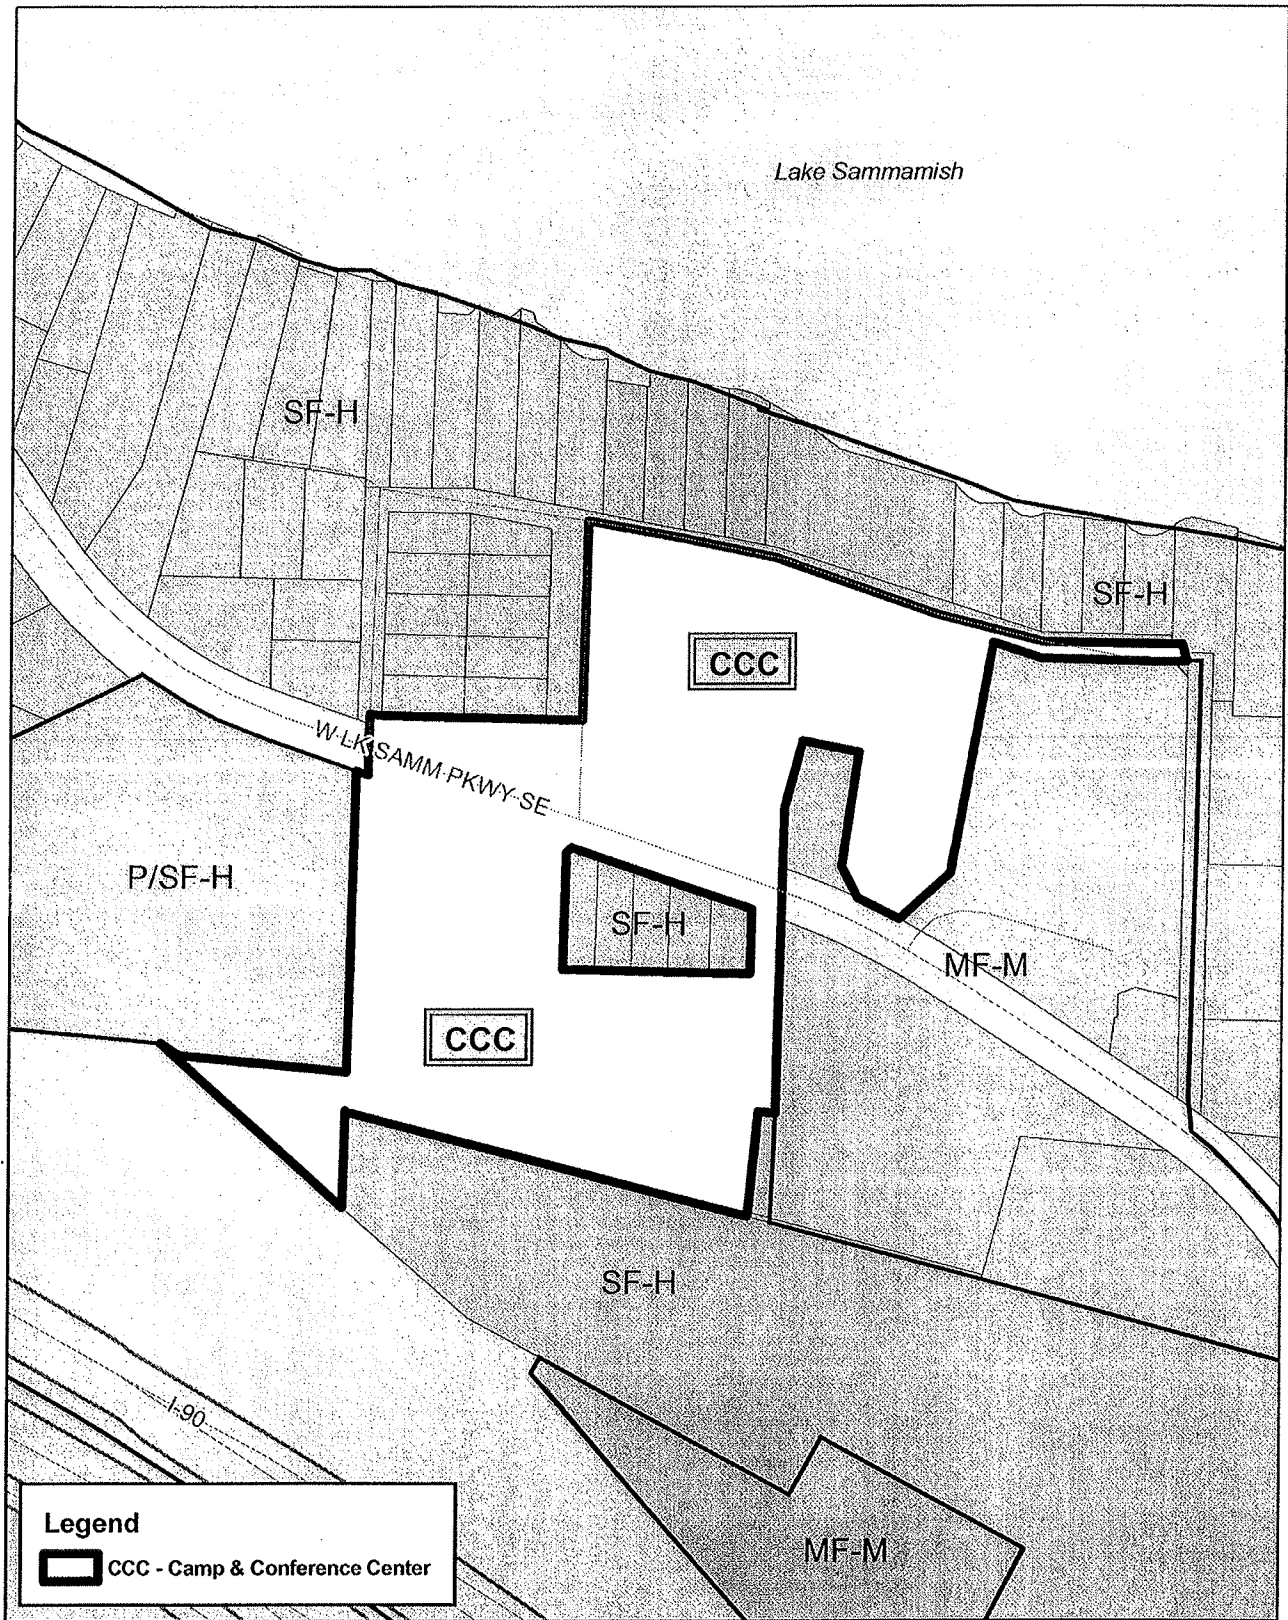 Lake Sammamish
SF-H
SF-H
CCC
W LK SAMM PKWY SE
P/SF-H
SF-H
MF-M
CCC
SF-H
I-90
MF-M
Legend
CCC - Camp & Conference Center